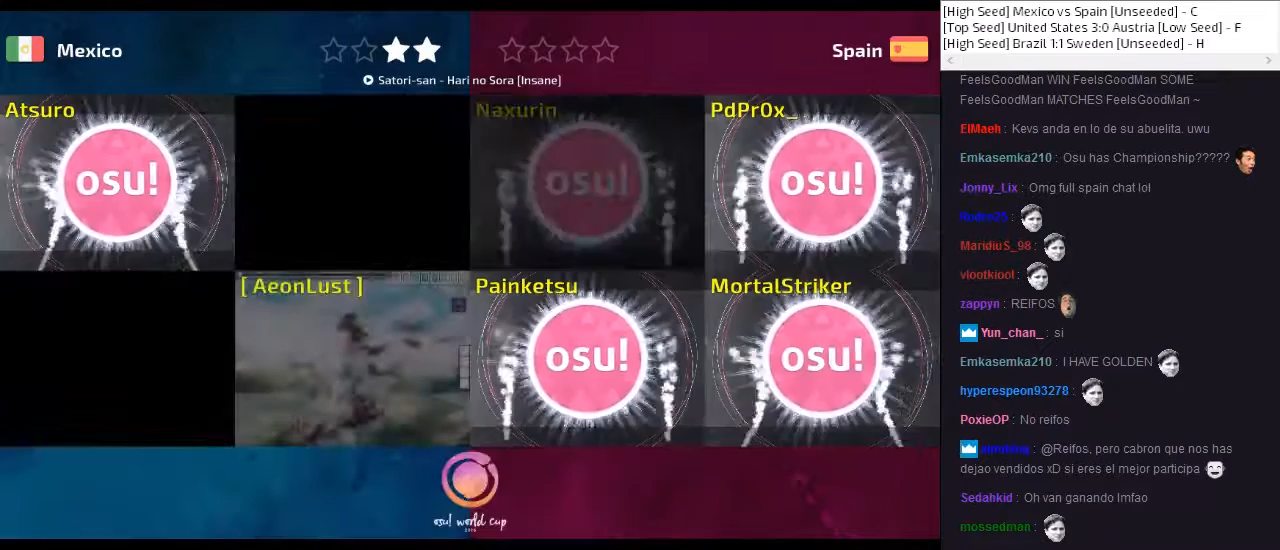 Mexico
Spain
Satori-san - Hari no Sora [Insane]
Atsuro
osu!
Naxurin
osu!
PdPr0x_
osu!
[ AeonLust ]
Painketsu
osu!
MortalStriker
osu!
osu! world cup
[High Seed] Mexico vs Spain [Unseeded] - C
[Top Seed] United States 3:0 Austria [Low Seed] - F
[High Seed] Brazil 1:1 Sweden [Unseeded] - H
FeelsGoodMan WIN FeelsGoodMan SOME
FeelsGoodMan MATCHES FeelsGoodMan ~
ElMaeh : Kevs anda en lo de su abuelita. uwu
Emkasemka210 : Osu has Championship?????
Jonny_Lix : Omg full spain chat lol
MaridiuS_98 :
vlootkiool :
zappyn : REIFOS
Yun_chan_ : si
Emkasemka210 : I HAVE GOLDEN
hyperespeon93278 :
PoxieOP : No reifos
@Reifos, pero cabron que nos has
dejao vendidos xD si eres el mejor participa
Sedahkid : Oh van ganando lmfao
mossedman :